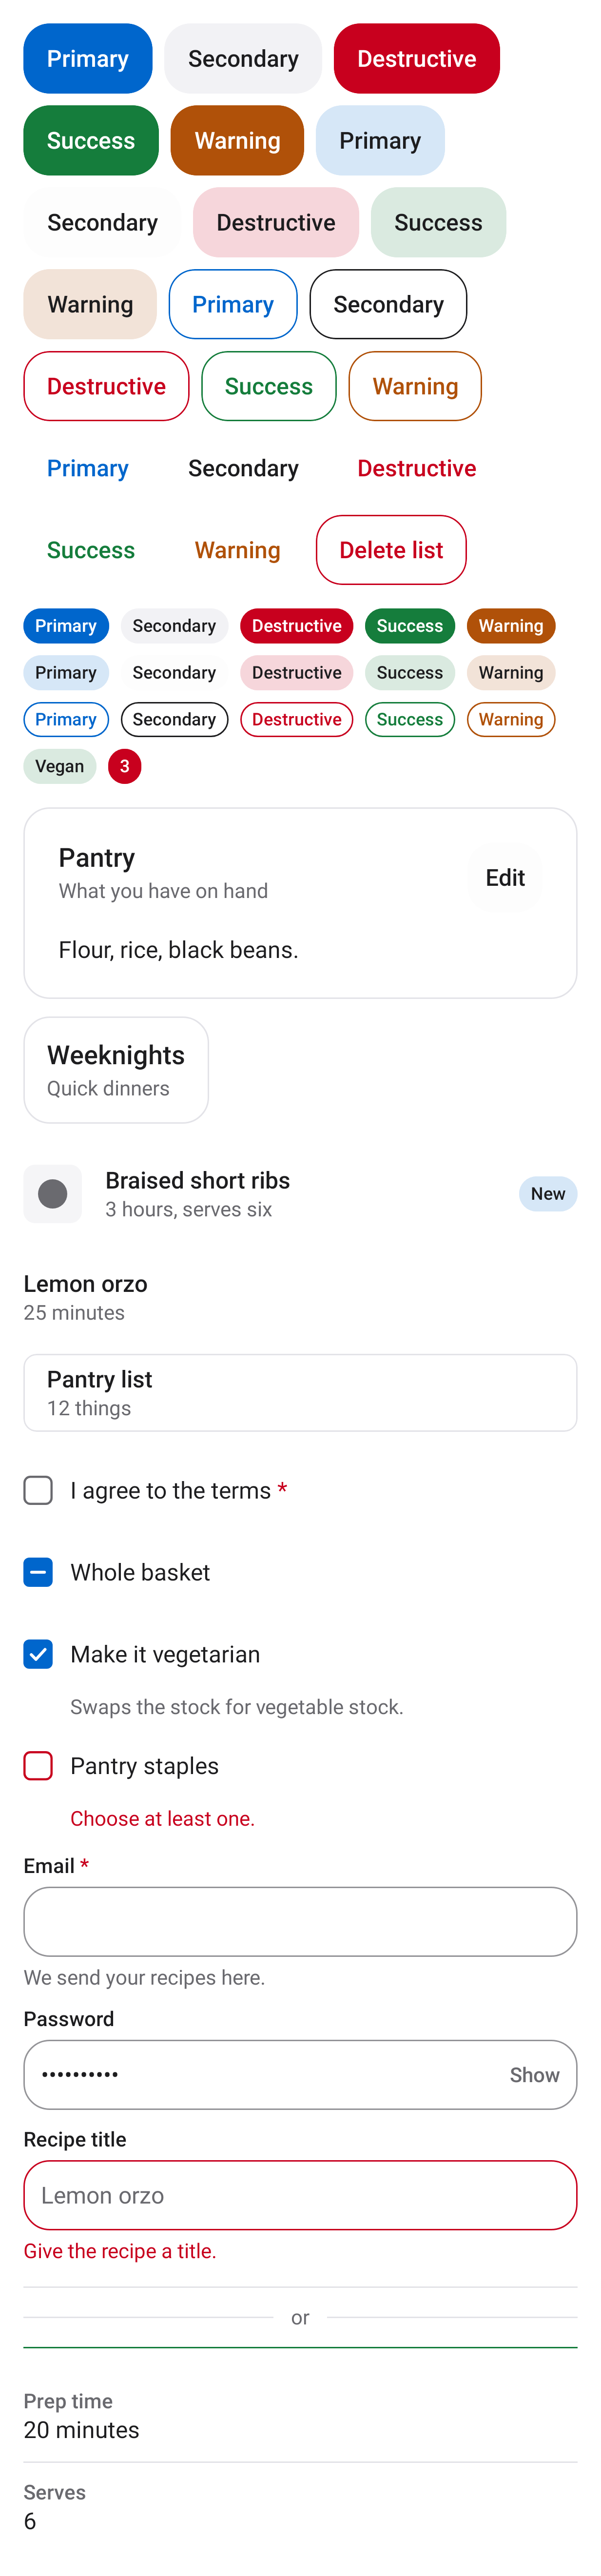 Primary Secondary Destructive
Success Warning Primary
Secondary Destructive Success
Warning Primary Secondary
Destructive Success Warning
Primary Secondary Destructive
Success Warning Delete list
Primary Secondary Destructive Success Warning
Primary Secondary Destructive Success Warning
Primary Secondary Destructive Success Warning
Vegan 3
Pantry
What you have on hand
Edit
Flour, rice, black beans.
Weeknights
Quick dinners
Braised short ribs
3 hours, serves six
New
Lemon orzo
25 minutes
Pantry list
12 things
I agree to the terms *
Whole basket
Make it vegetarian
Swaps the stock for vegetable stock.
Pantry staples
Choose at least one.
Email *
We send your recipes here.
Password
•••••••••• Show
Recipe title
Lemon orzo
Give the recipe a title.
or
Prep time
20 minutes
Serves
6